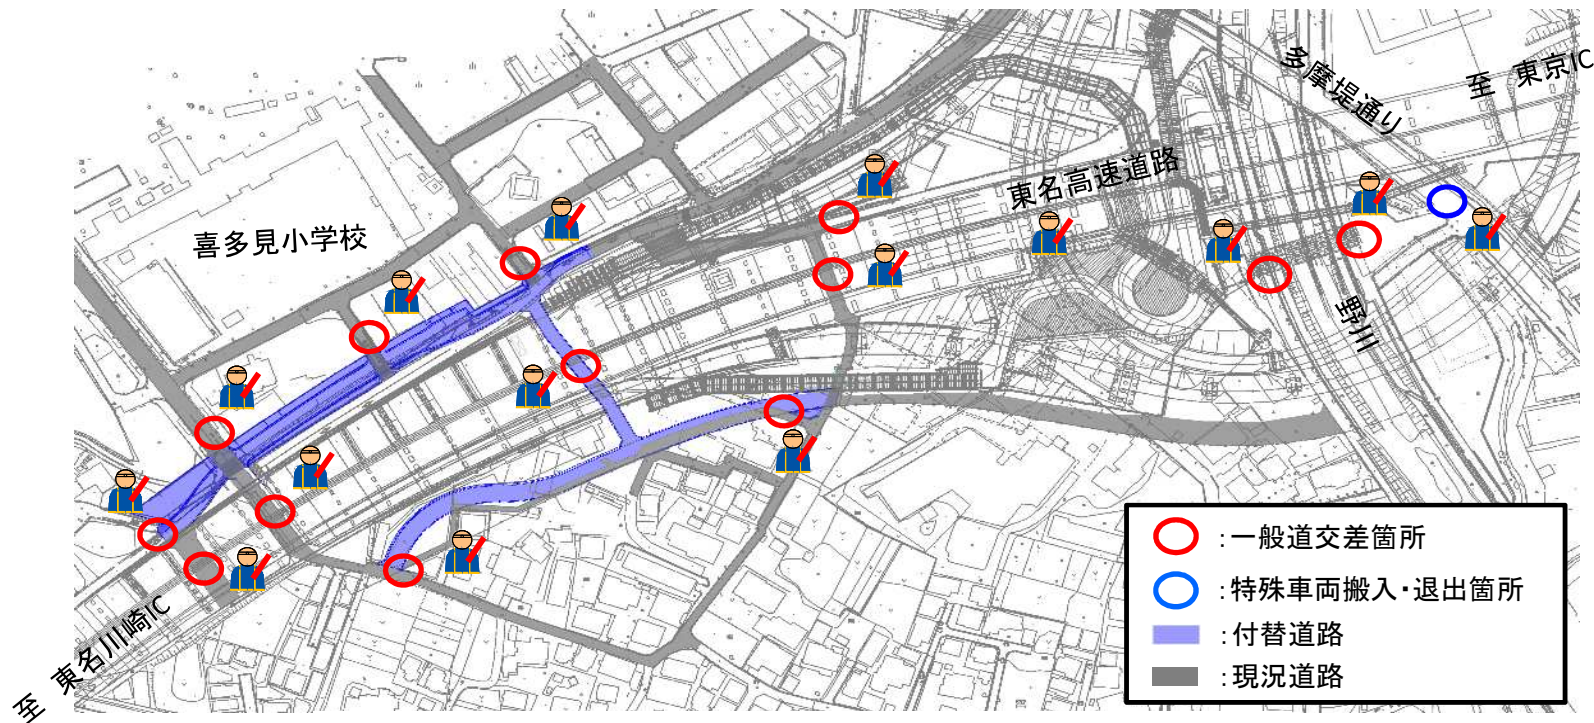 多摩堤通り
至 東京IC
東名高速道路
喜多見小学校
野川
至 東名川崎IC
:一般道交差箇所
:特殊車両搬入・退出箇所
:付替道路
:現況道路